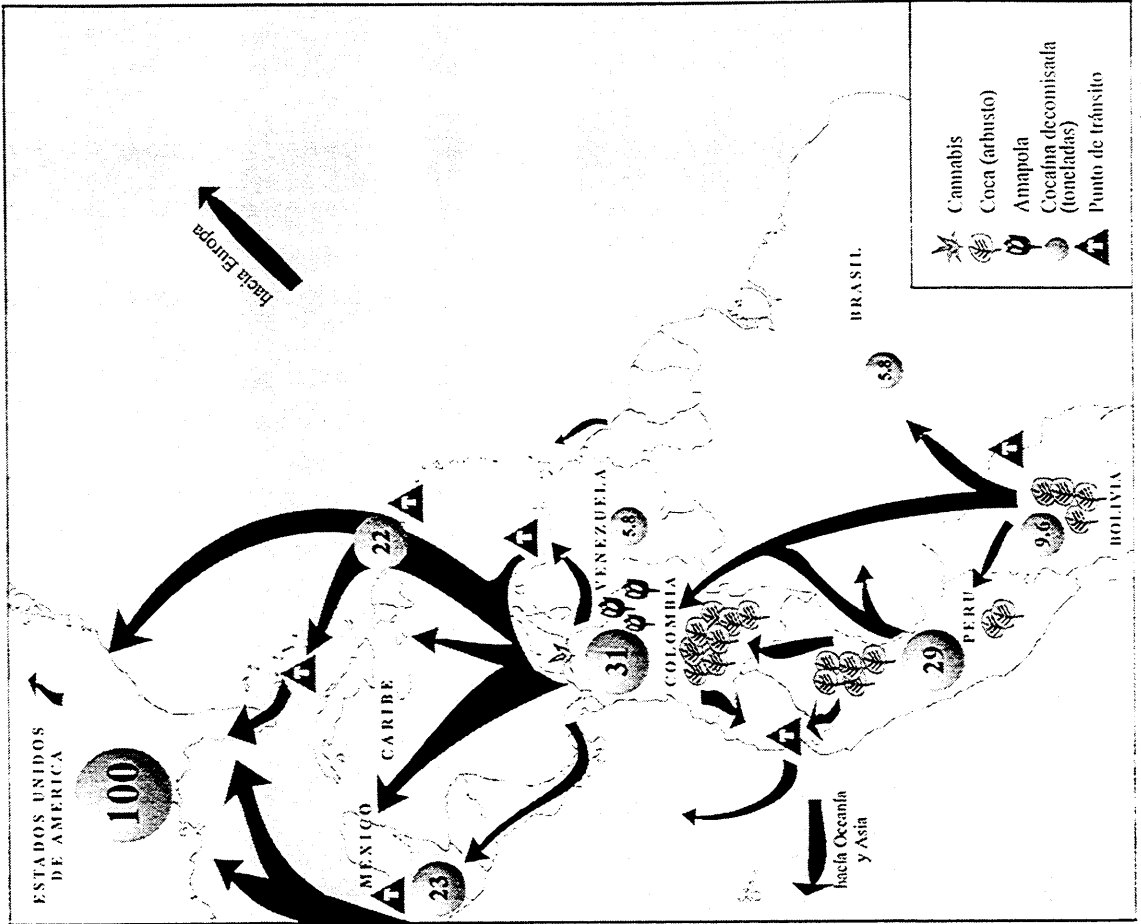 ESTADOS UNIDOS
DE AMERICA
100
hacia Europa
22
MEXICO
CARIBE
23
T
T
T
T
T
T
VENEZUELA
5.8
31
COLOMBIA
BRASIL
5.8
PERU
29
9.6
BOLIVIA
hacia Oceanía
y Asia
Cannabis
Coca (arbusto)
Amapola
Cocaína decomisada
(toneladas)
T
Punto de tránsito